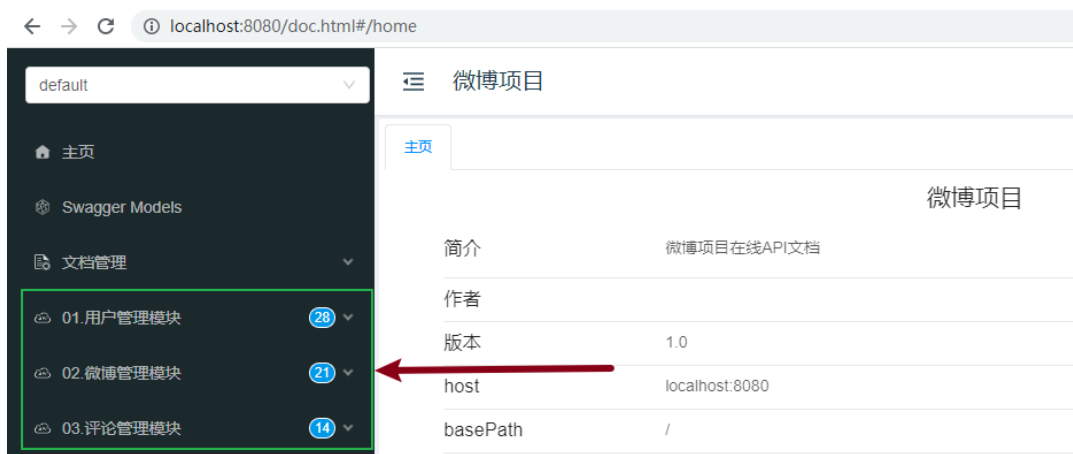 localhost:8080/doc.html#/home
default
主页
Swagger Models
文档管理
01.用户管理模块 28
02.微博管理模块 21
03.评论管理模块 14
微博项目
主页
微博项目
简介 微博项目在线API文档
作者
版本 1.0
host localhost:8080
basePath /